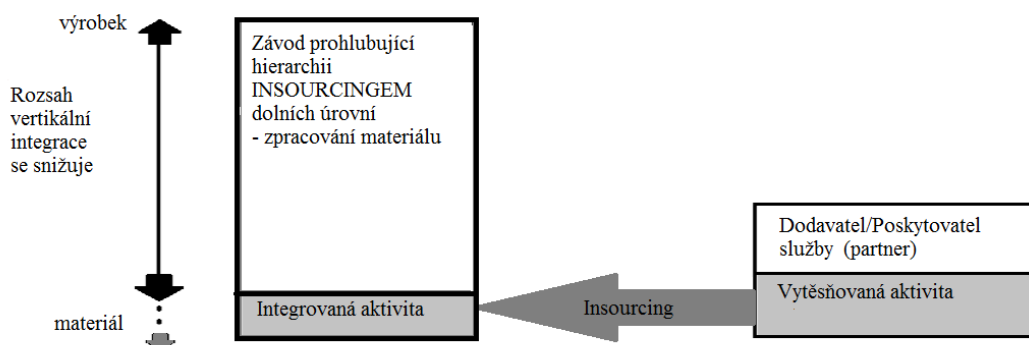 výrobek
Rozsah
vertikální
integrace
se snižuje
materiál
Závod prohlubující
hierarchii
INSOURCINGEM
dolních úrovní
- zpracování materiálu
Integrovaná aktivita
Insourcing
Dodavatel/Poskytovatel
služby (partner)
Vytěsňovaná aktivita